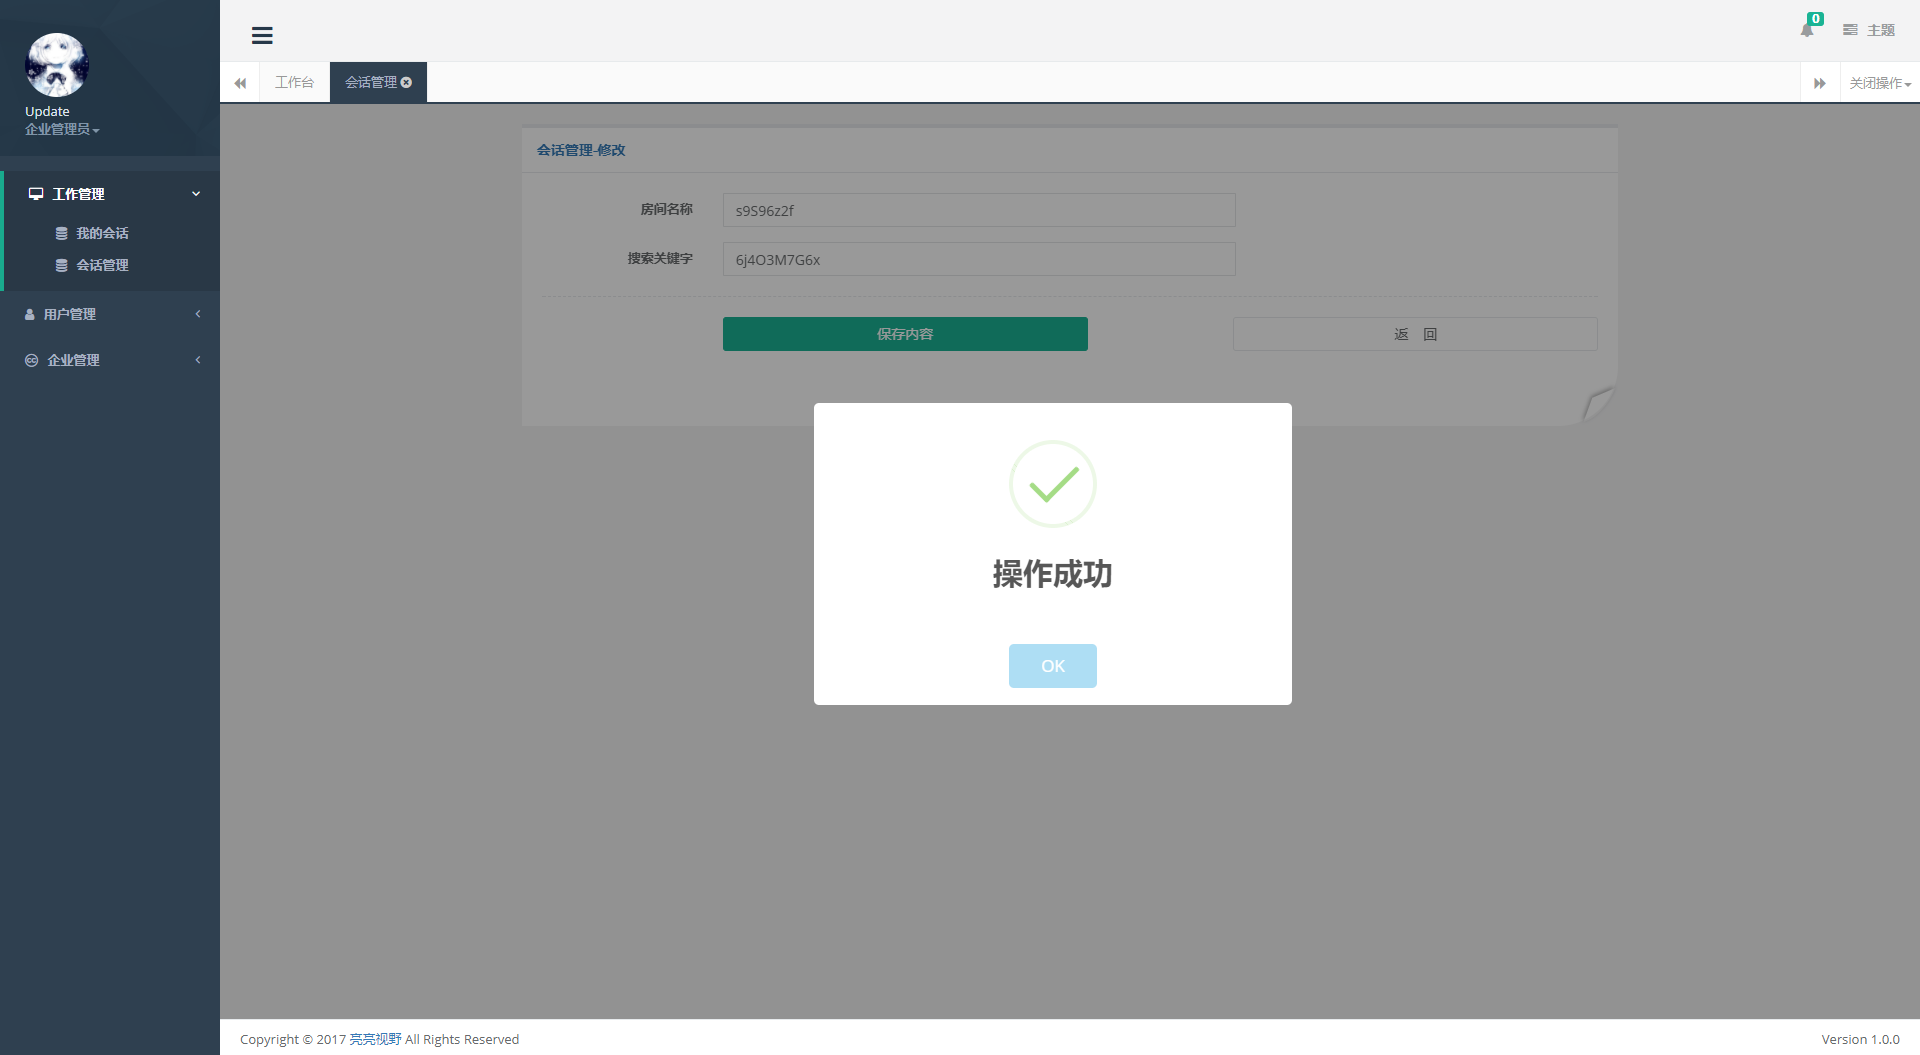 0
主题
工作台
会话管理
关闭操作
Update
企业管理员
工作管理
我的会话
会话管理
用户管理
企业管理
会话管理-修改
房间名称
s9S96z2f
搜索关键字
6j4O3M7G6x
保存内容
返 回
操作成功
OK
Copyright © 2017 亮亮视野 All Rights Reserved
Version 1.0.0